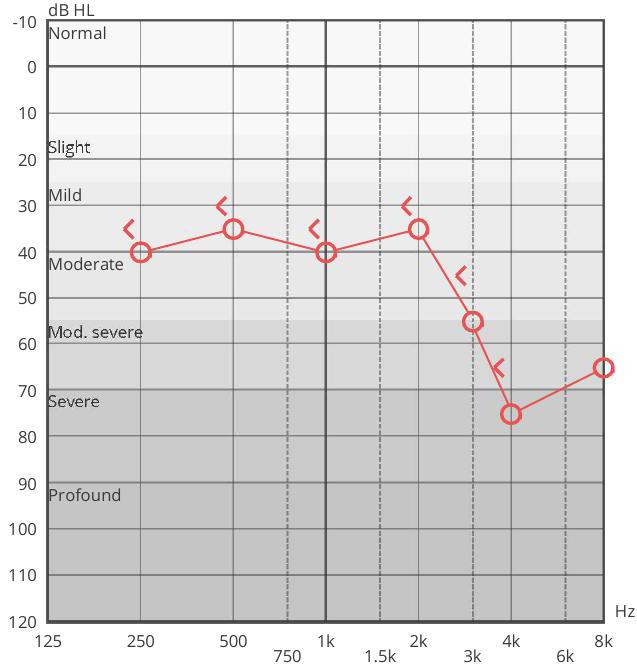 dB HL
-10
Normal
0
10
Slight
20
Mild
30
40
Moderate
50
Mod. severe
60
70
Severe
80
90
Profound
100
110
120
Hz
125 250 500 1k 2k 4k 8k
750 1.5k 3k 6k